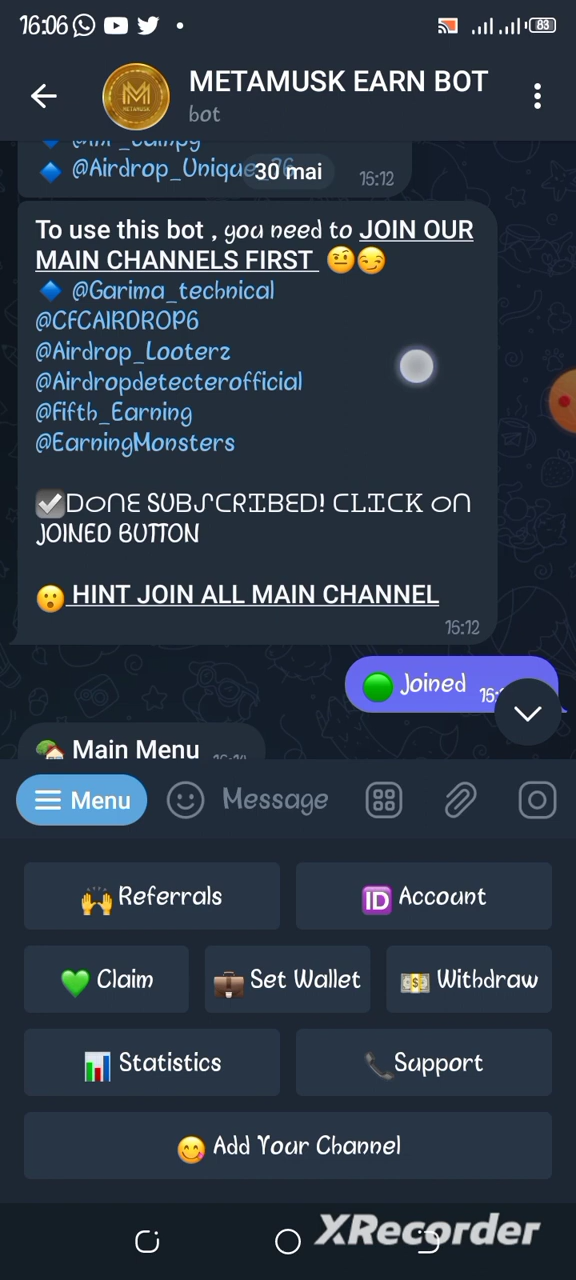 16:06
83
METAMUSK EARN BOT
bot
@Airdrop_Unique
30 mai
15:12
To use this bot , you need to JOIN OUR
MAIN CHANNELS FIRST 🤨😏
🔹 @Garima_technical
@CFCAIRDROP6
@Airdrop_Looterz
@Airdropdetecterofficial
@Fifth_Earning
@EarningMonsters
☑️DONE SUBSCRIBED! CLICK ON
JOINED BUTTON
😮 HINT JOIN ALL MAIN CHANNEL
15:12
🟢 Joined
🏡 Main Menu
Menu
Message
🙌 Referrals
🆔 Account
💚 Claim
💼 Set Wallet
💵 Withdraw
📊 Statistics
📞Support
😋 Add Your Channel
XRecorder